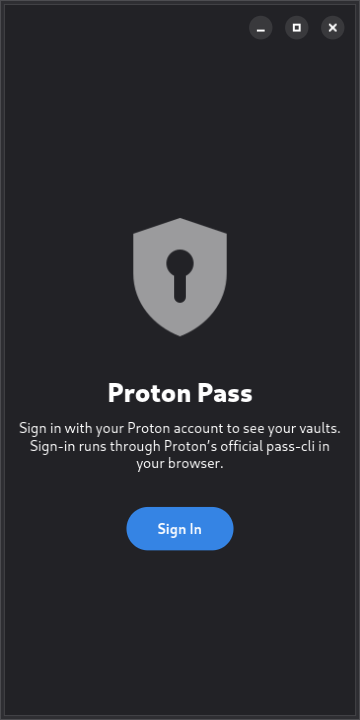 Proton Pass
Sign in with your Proton account to see your vaults.
Sign-in runs through Proton's official pass-cli in
your browser.
Sign In